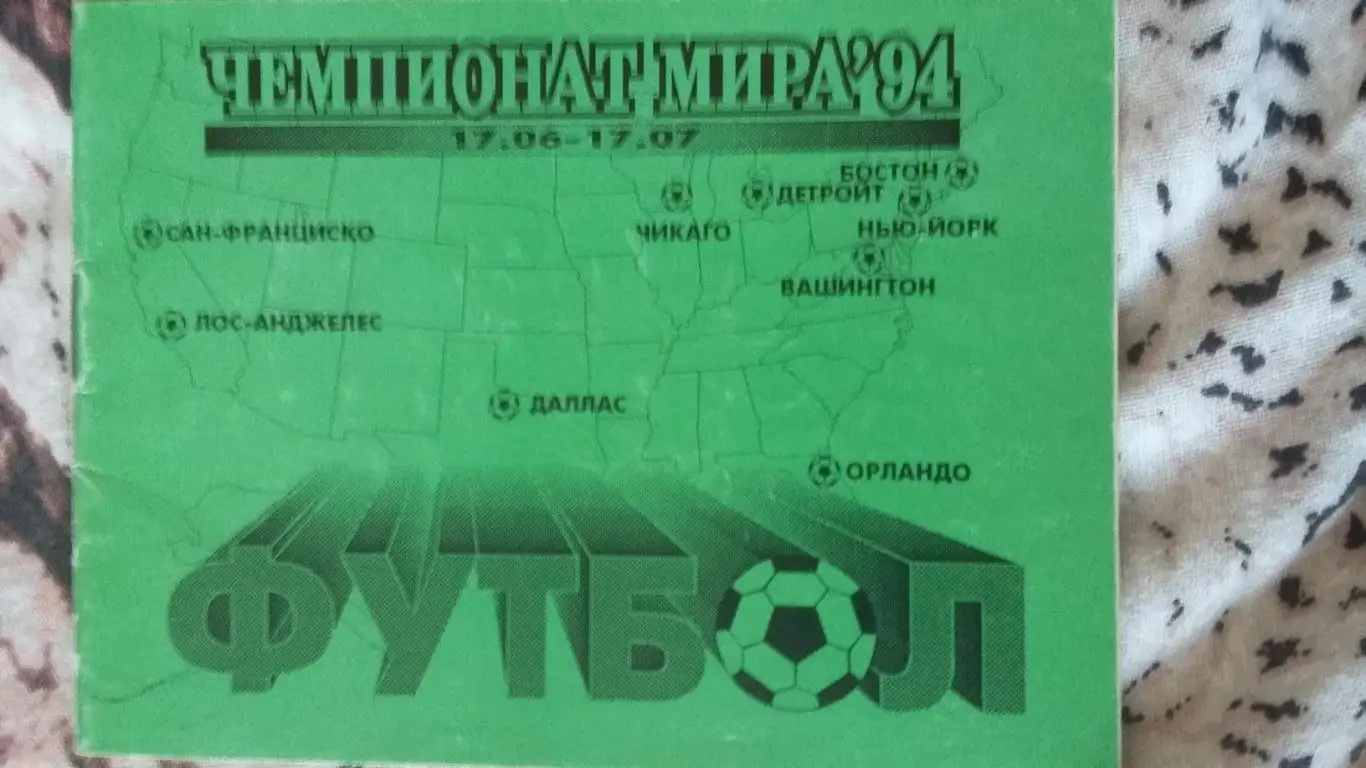 ЧЕМПИОНАТ МИРА'94
17.06-17.07
БОСТОН
ДЕТРОЙТ
САН-ФРАНЦИСКО
ЧИКАГО
НЬЮ-ЙОРК
ВАШИНГТОН
ЛОС-АНДЖЕЛЕС
ДАЛЛАС
ОРЛАНДО
ФУТБОЛ